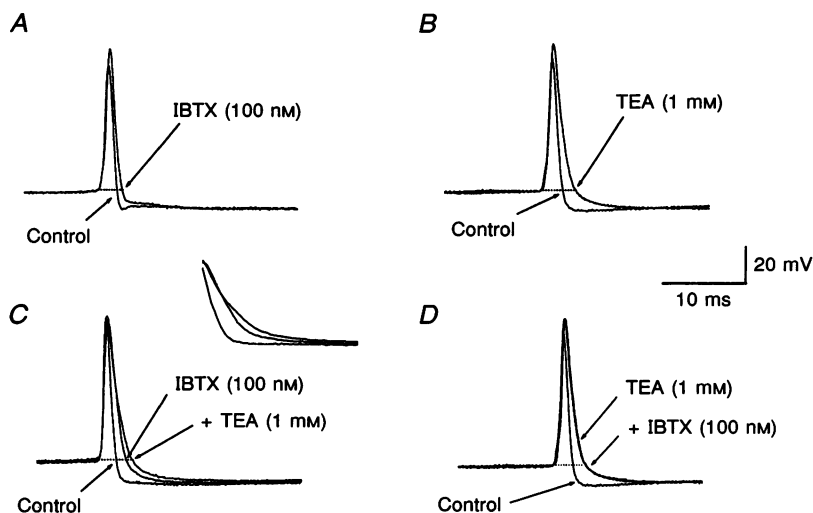 A
IBTX (100 nM)
Control
B
TEA (1 mM)
Control
20 mV
10 ms
C
IBTX (100 nM)
+ TEA (1 mM)
Control
D
TEA (1 mM)
+ IBTX (100 nM)
Control